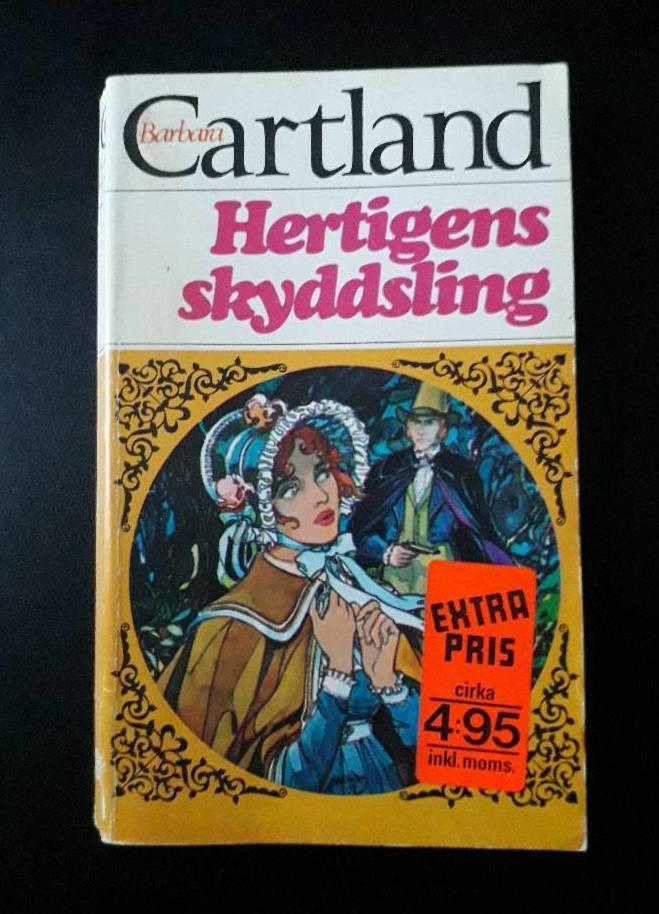 Barbara
Cartland
Hertigens
skyddsling
EXTRA
PRIS
cirka
4:95
inkl. moms.